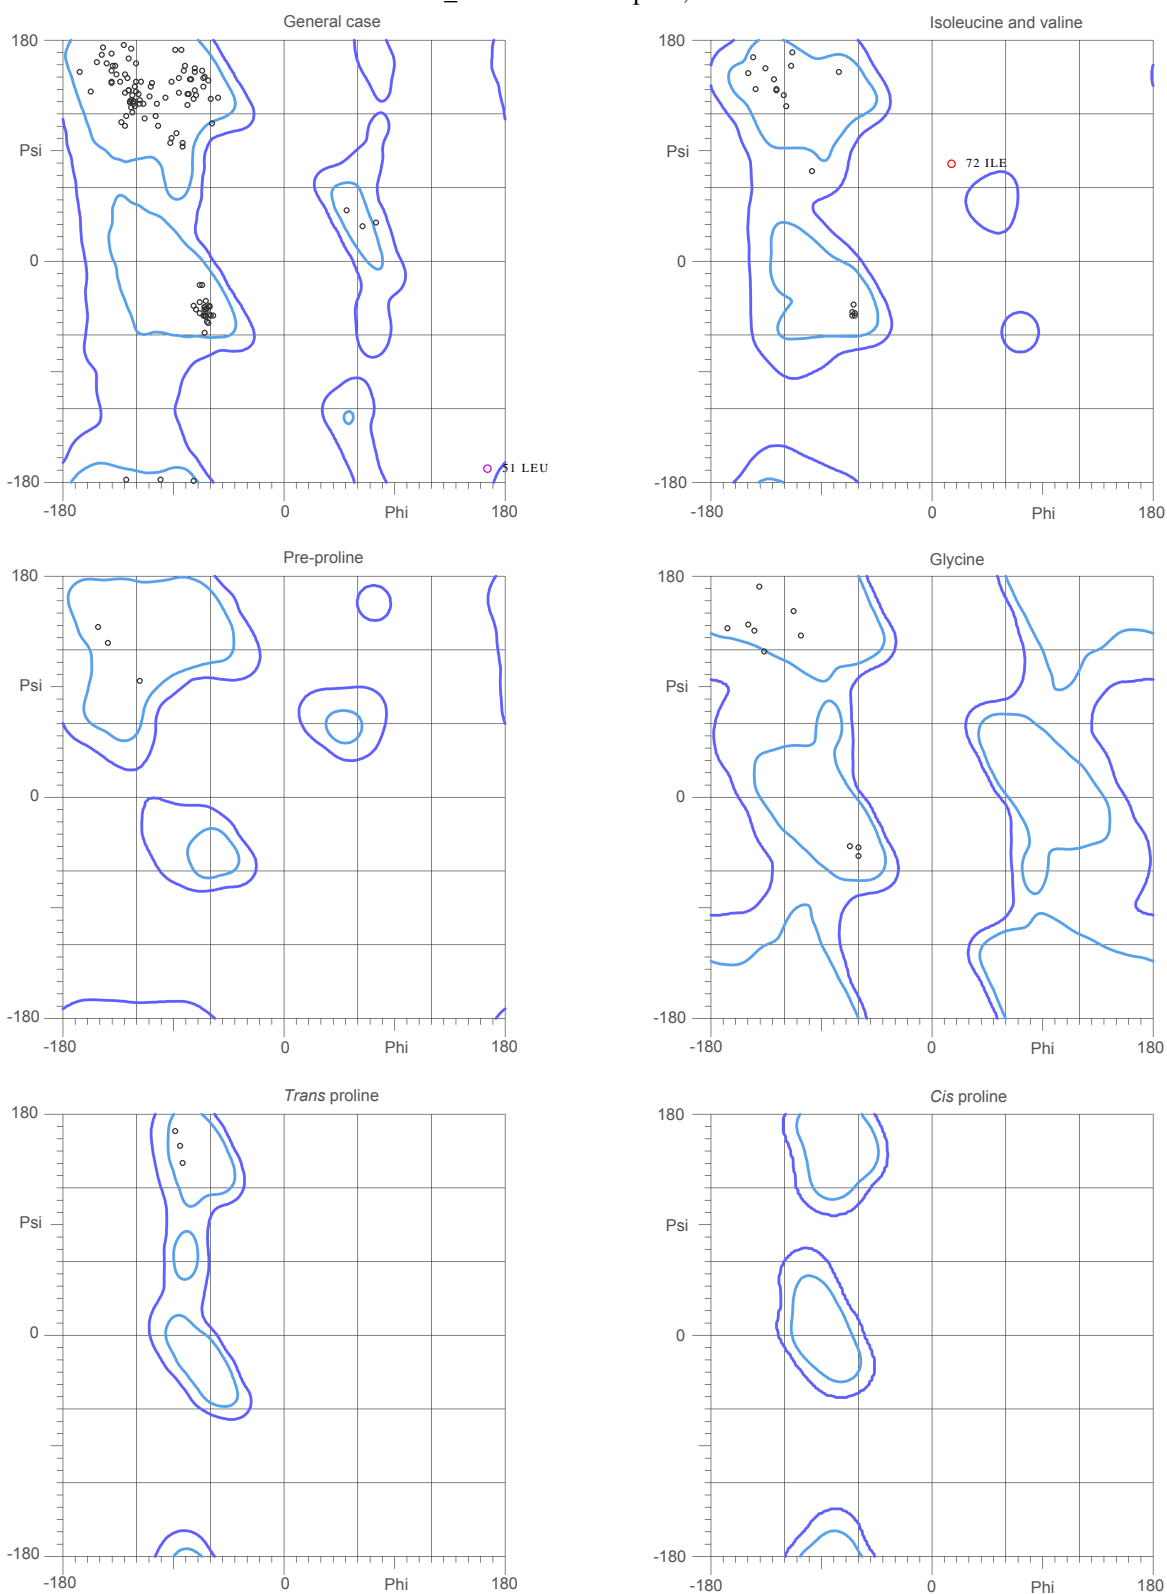 General case
Isoleucine and valine
180
180
Psi
Psi
72 ILE
0
0
51 LEU
-180
-180
-180
0
Phi
180
-180
0
Phi
180
Pre-proline
Glycine
180
180
Psi
Psi
0
0
-180
-180
-180
0
Phi
180
-180
0
Phi
180
Trans proline
Cis proline
180
180
Psi
Psi
0
0
-180
-180
-180
0
Phi
180
-180
0
Phi
180